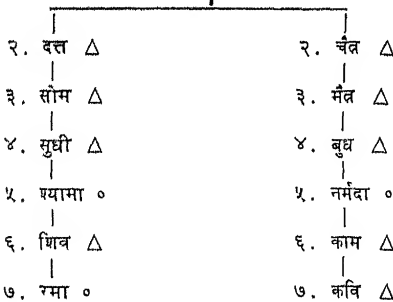 २. दत्त △ २. चैत्र △
३. सोम △ ३. मैत्र △
४. सुधी △ ४. बुध △
५. श्यामा ० ५. नर्मदा ०
६. शिव △ ६. काम △
७. रमा ० ७. कवि △